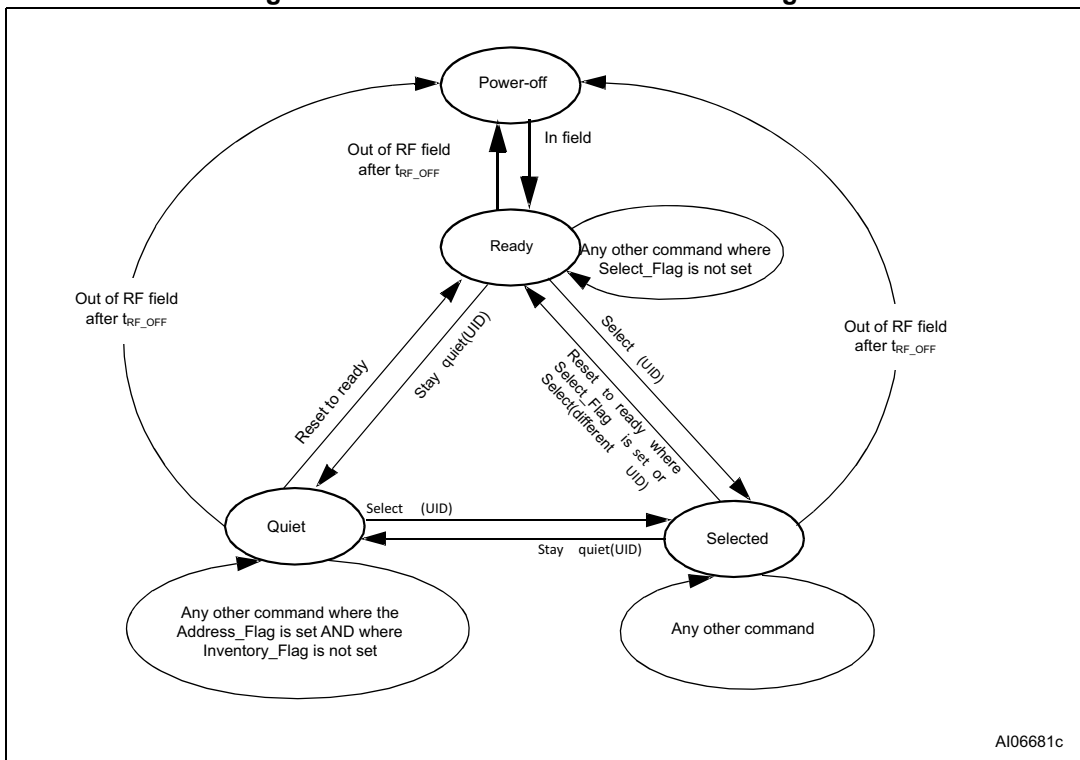 Power-off
In field
Out of RF field
after tRF_OFF
Ready
Any other command where
Select_Flag is not set
Out of RF field
after tRF_OFF
Out of RF field
after tRF_OFF
Reset to ready
Stay quiet(UID)
Select (UID)
Reset to ready where
Select_Flag is set or
Select(different UID)
Quiet
Select (UID)
Stay quiet(UID)
Selected
Any other command where the
Address_Flag is set AND where
Inventory_Flag is not set
Any other command
AI06681c